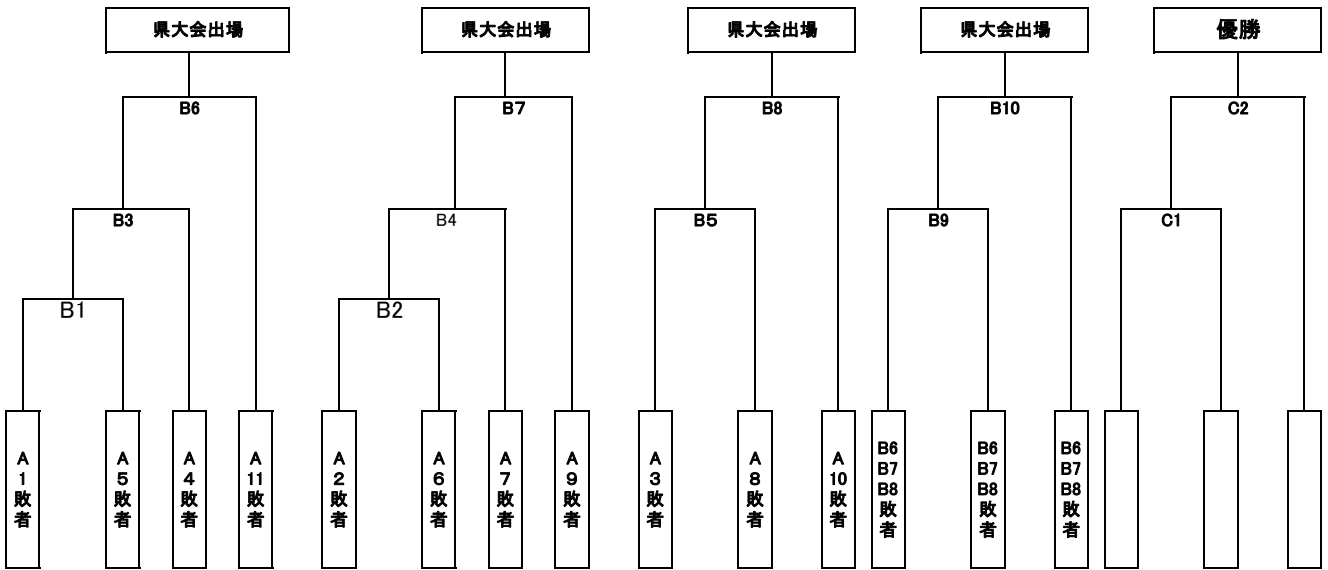 県大会出場
県大会出場
県大会出場
県大会出場
優勝
B6
B7
B8
B10
C2
B3
B4
B5
B9
C1
B1
B2
A1敗者
A5敗者
A4敗者
A11敗者
A2敗者
A6敗者
A7敗者
A9敗者
A3敗者
A8敗者
A10敗者
B6B7B8敗者
B6B7B8敗者
B6B7B8敗者